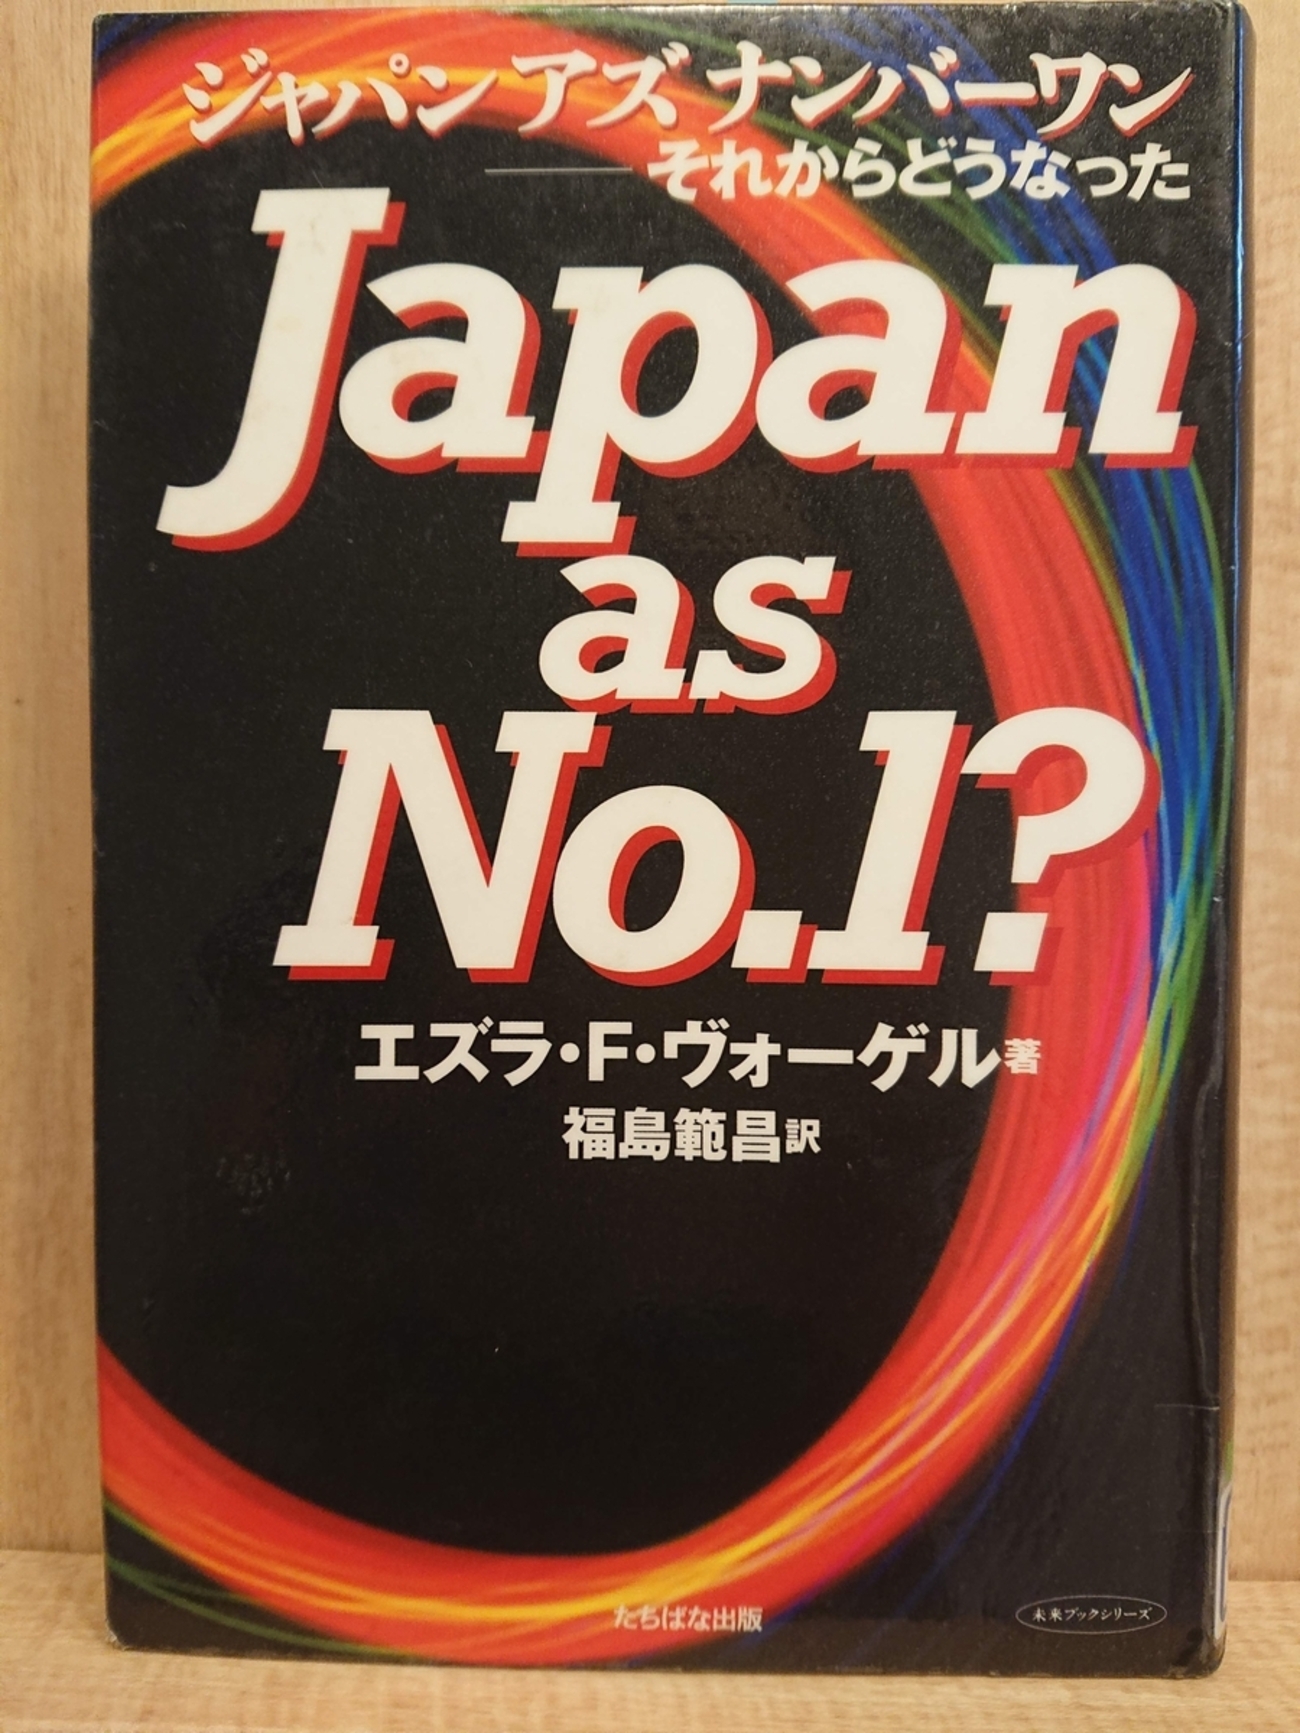 ジャパン アズ ナンバーワン
――それからどうなった
Japan
as
No.1?
エズラ・F・ヴォーゲル著
福島範昌訳
たちばな出版
未来ブックシリーズ